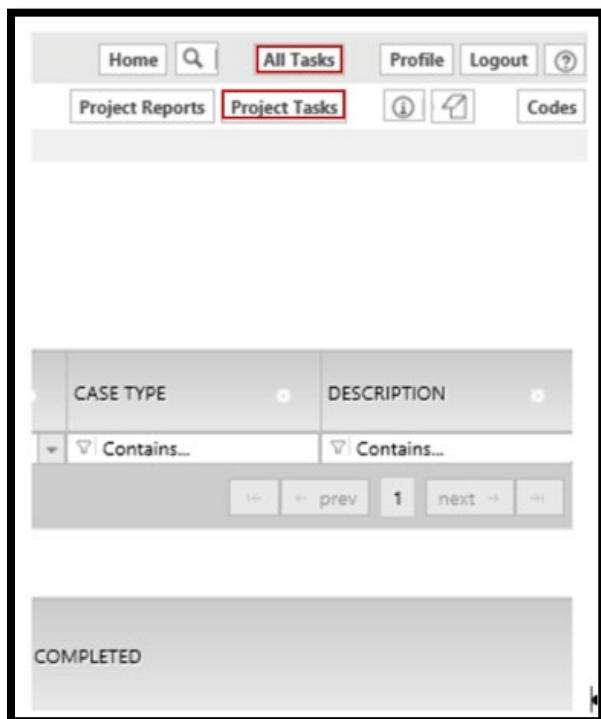 Home All Tasks Profile Logout ?
Project Reports Project Tasks i Codes
CASE TYPE DESCRIPTION
Contains... Contains...
← prev 1 next →
COMPLETED